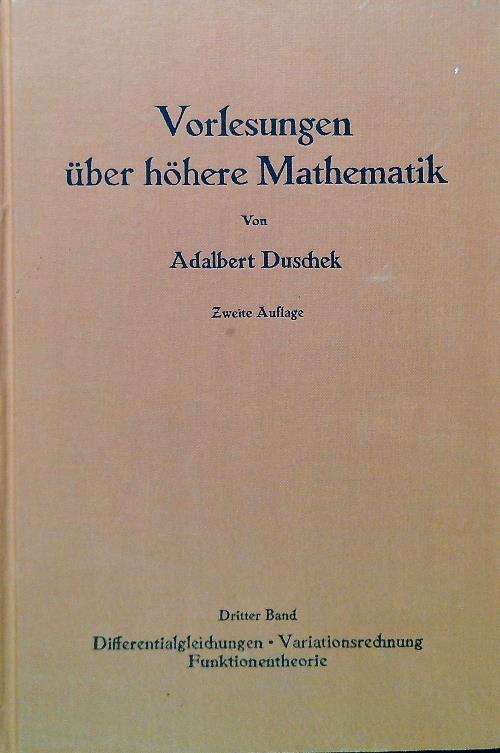 Vorlesungen
über höhere Mathematik
Von
Adalbert Duschek
Zweite Auflage
Dritter Band
Differentialgleichungen • Variationsrechnung
Funktionentheorie